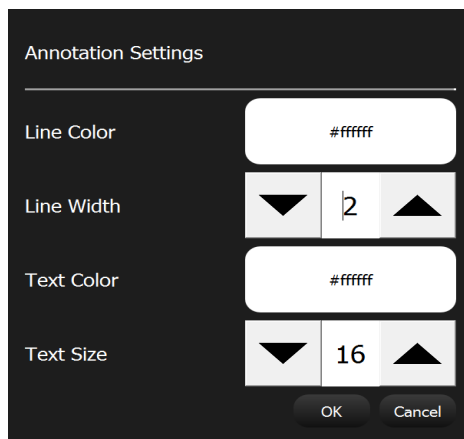 Annotation Settings
Line Color #ffffff
Line Width 2
Text Color #ffffff
Text Size 16
OK Cancel